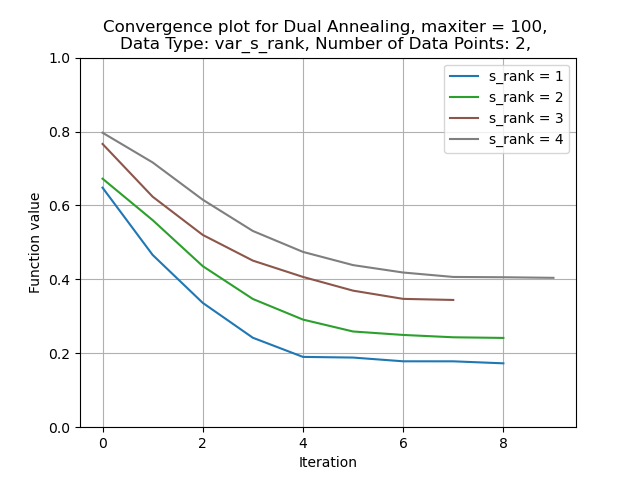 Convergence plot for Dual Annealing, maxiter = 100,
Data Type: var_s_rank, Number of Data Points: 2,
1.0
0.8
0.6
0.4
0.2
0.0
Function value
s_rank = 1
s_rank = 2
s_rank = 3
s_rank = 4
0 2 4 6 8
Iteration